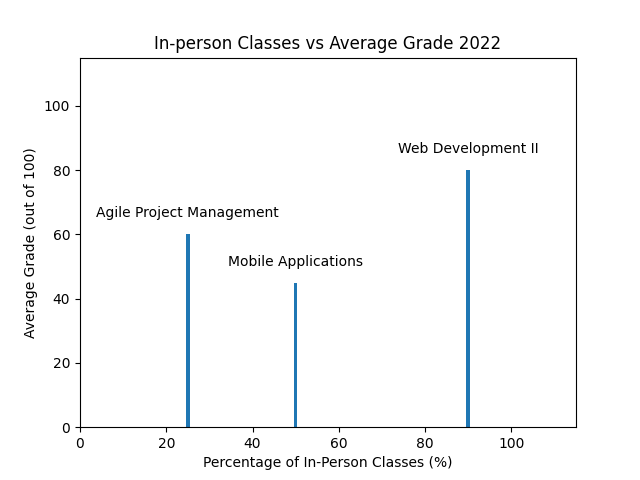 In-person Classes vs Average Grade 2022
100
80
60
40
20
0
Average Grade (out of 100)
Web Development II
Agile Project Management
Mobile Applications
0 20 40 60 80 100
Percentage of In-Person Classes (%)